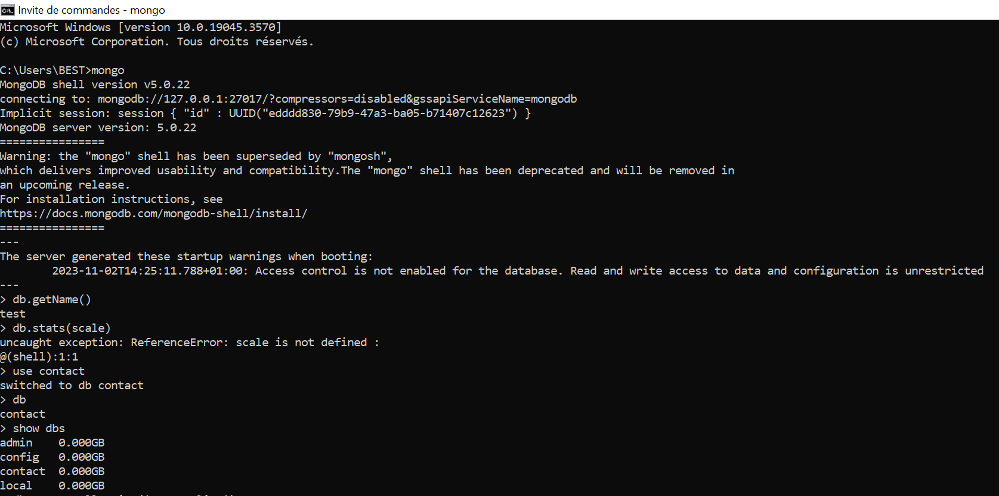 Invite de commandes - mongo
Microsoft Windows [version 10.0.19045.3570]
(c) Microsoft Corporation. Tous droits réservés.
C:\Users\BEST>mongo
MongoDB shell version v5.0.22
connecting to: mongodb://127.0.0.1:27017/?compressors=disabled&gssapiServiceName=mongodb
Implicit session: session { "id" : UUID("edddd830-79b9-47a3-ba05-b71407c12623") }
MongoDB server version: 5.0.22
================
Warning: the "mongo" shell has been superseded by "mongosh",
which delivers improved usability and compatibility.The "mongo" shell has been deprecated and will be removed in
an upcoming release.
For installation instructions, see
https://docs.mongodb.com/mongodb-shell/install/
================
---
The server generated these startup warnings when booting:
        2023-11-02T14:25:11.788+01:00: Access control is not enabled for the database. Read and write access to data and configuration is unrestricted
---
> db.getName()
test
> db.stats(scale)
uncaught exception: ReferenceError: scale is not defined :
@(shell):1:1
> use contact
switched to db contact
> db
contact
> show dbs
admin    0.000GB
config   0.000GB
contact  0.000GB
local    0.000GB